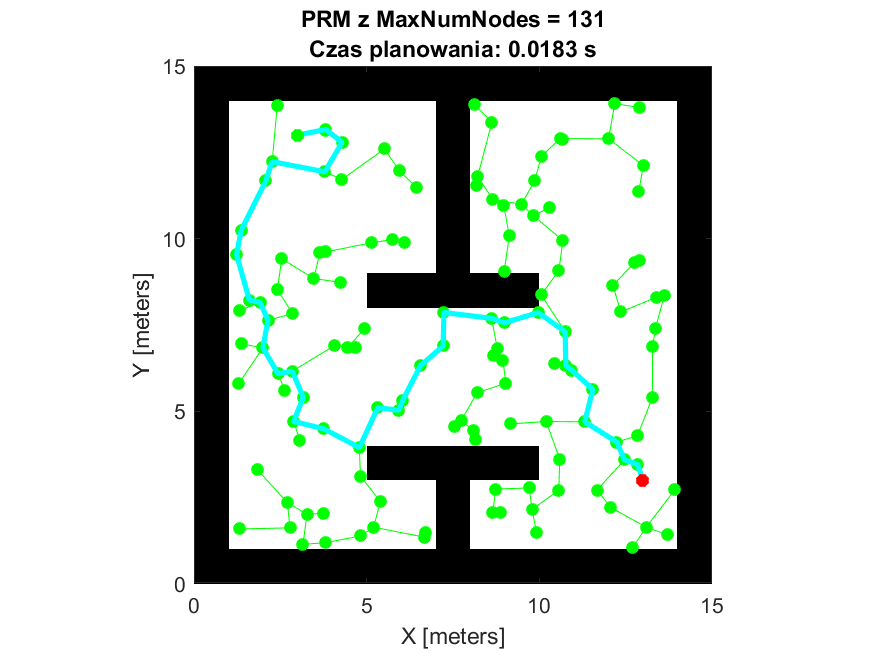 PRM z MaxNumNodes = 131
Czas planowania: 0.0183 s
15
10
5
0
Y [meters]
0 5 10 15
X [meters]